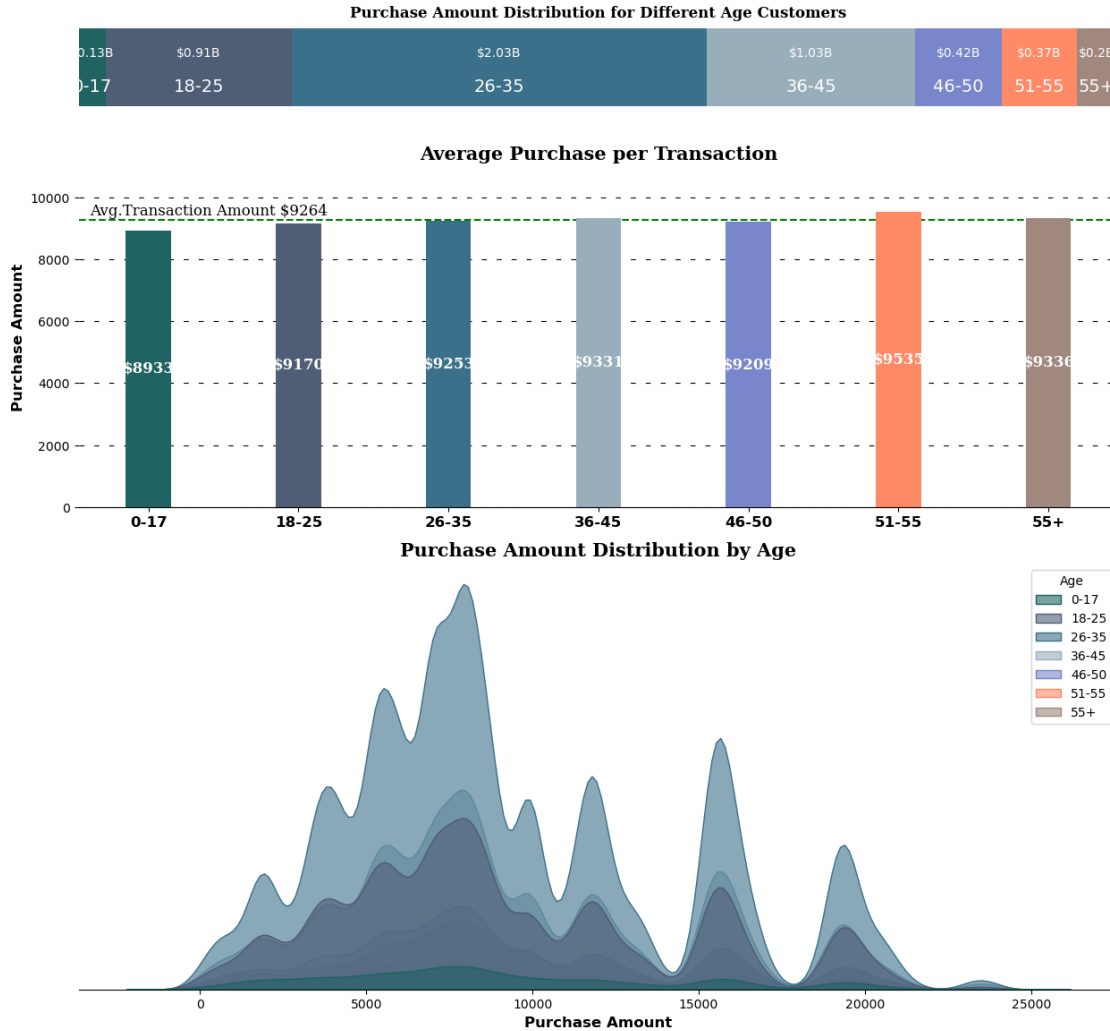 Purchase Amount Distribution for Different Age Customers
0.13B $0.91B $2.03B $1.03B $0.42B $0.37B $0.2B
0-17 18-25 26-35 36-45 46-50 51-55 55+
Average Purchase per Transaction
Purchase Amount
10000
8000
6000
4000
2000
0
Avg.Transaction Amount $9264
$8933 $9170 $9253 $9331 $9209 $9535 $9336
0-17 18-25 26-35 36-45 46-50 51-55 55+
Purchase Amount Distribution by Age
Age
0-17
18-25
26-35
36-45
46-50
51-55
55+
0 5000 10000 15000 20000 25000
Purchase Amount